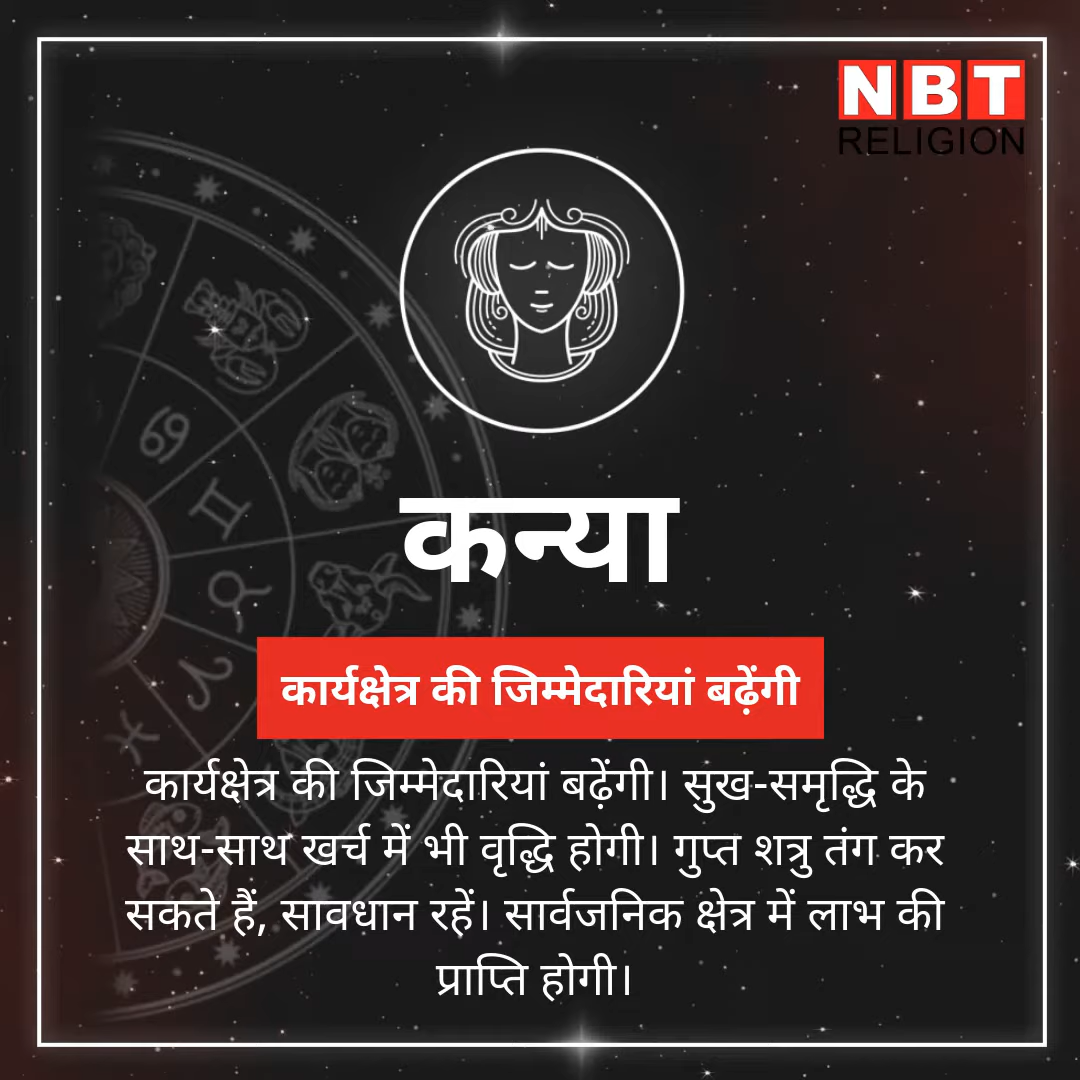 NBT
RELIGION
कन्या
कार्यक्षेत्र की जिम्मेदारियां बढ़ेंगी
कार्यक्षेत्र की जिम्मेदारियां बढ़ेंगी। सुख-समृद्धि के
साथ-साथ खर्च में भी वृद्धि होगी। गुप्त शत्रु तंग कर
सकते हैं, सावधान रहें। सार्वजनिक क्षेत्र में लाभ की
प्राप्ति होगी।